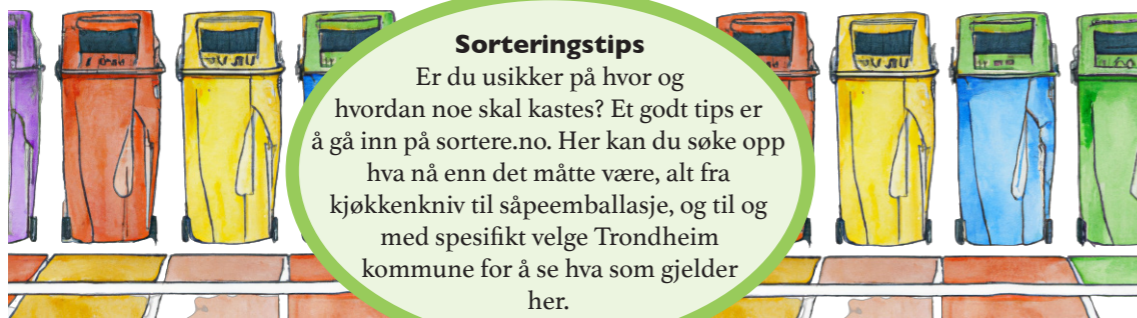 Sorteringstips
Er du usikker på hvor og
hvordan noe skal kastes? Et godt tips er
å gå inn på sortere.no. Her kan du søke opp
hva nå enn det måtte være, alt fra
kjøkkenkniv til såpeemballasje, og til og
med spesifikt velge Trondheim
kommune for å se hva som gjelder
her.